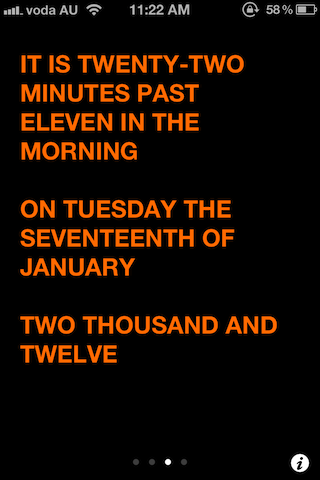 voda AU 11:22 AM 58%
IT IS TWENTY-TWO
MINUTES PAST
ELEVEN IN THE
MORNING
ON TUESDAY THE
SEVENTEENTH OF
JANUARY
TWO THOUSAND AND
TWELVE
i